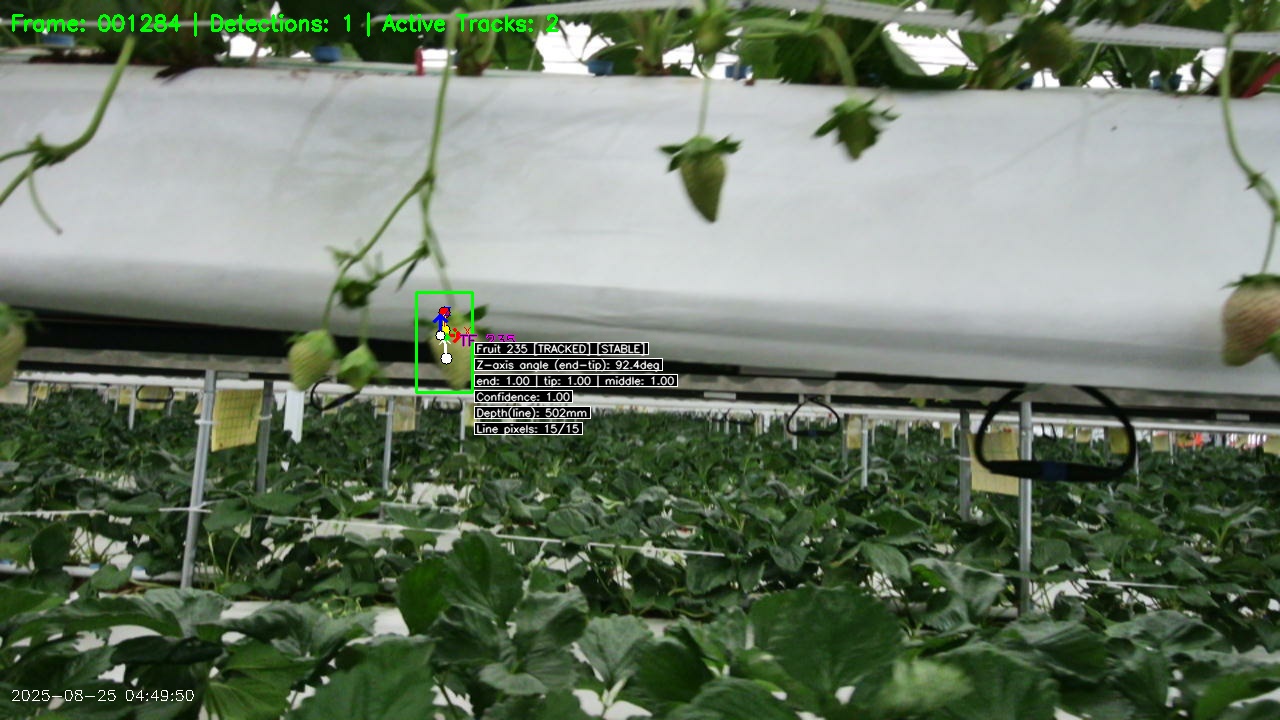 Frame: 001284 | Detections: 1 | Active Tracks: 2
TF 235
Fruit 235 [TRACKED] [STABLE]
Z-axis angle (end-tip): 92.4deg
end: 1.00 | tip: 1.00 | middle: 1.00
Confidence: 1.00
Depth(line): 502mm
Line pixels: 15/15
2025-08-25 04:49:50